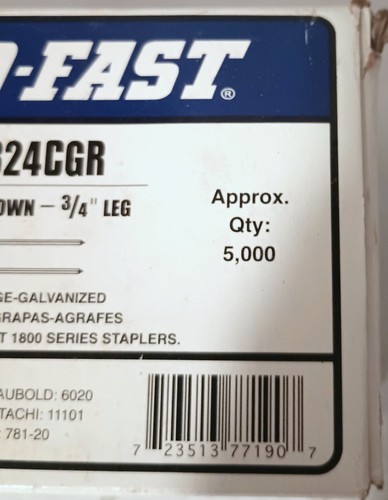 -FAST®
24CGR
OWN – 3/4" LEG
Approx.
Qty:
5,000
GE-GALVANIZED
GRAPAS-AGRAFES
T 1800 SERIES STAPLERS.
AUBOLD: 6020
TACHI: 11101
: 781-20
7 23513 77190 7